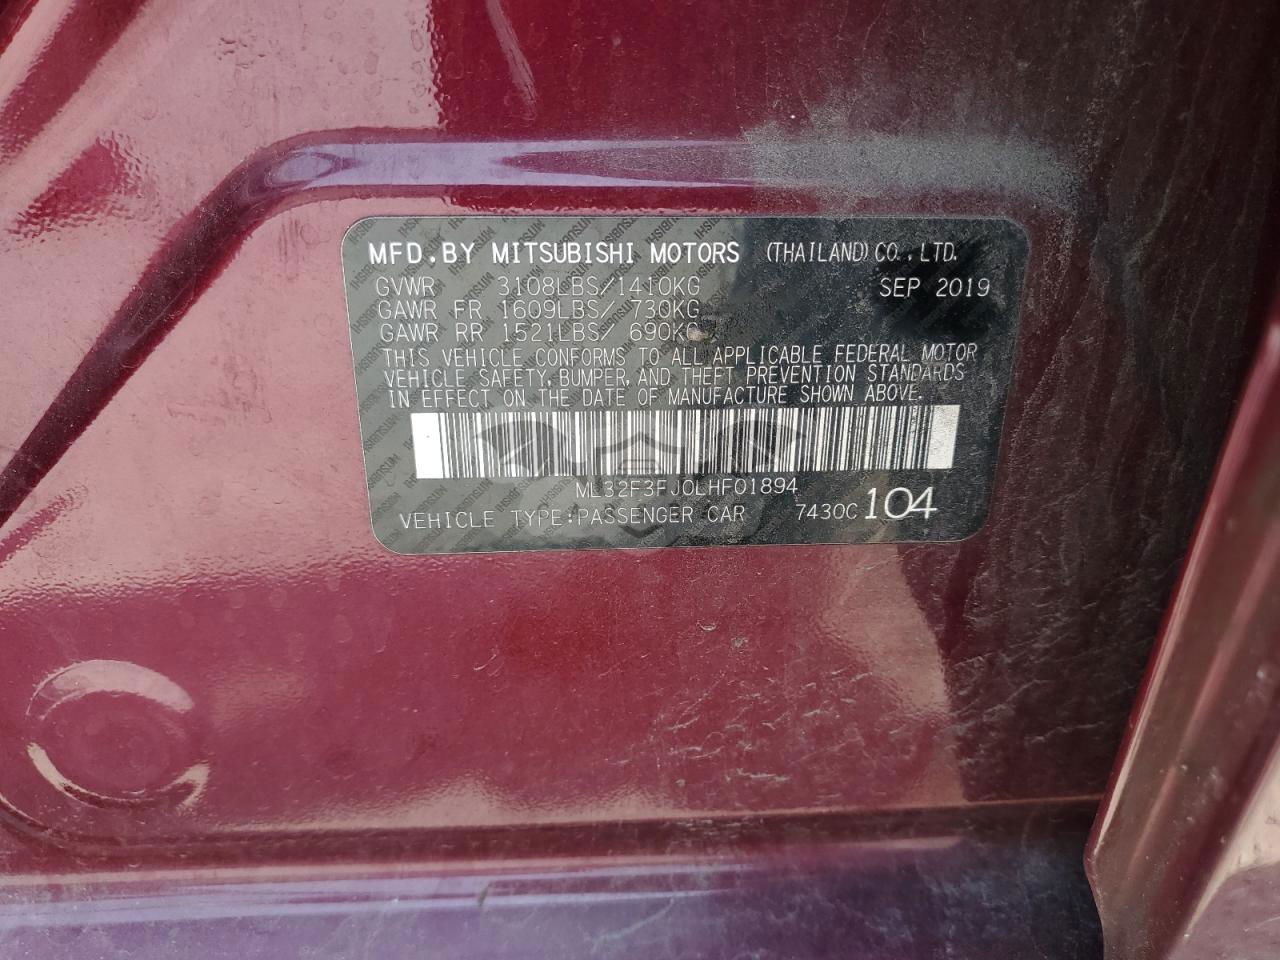 MFD.BY MITSUBISHI MOTORS (THAILAND) CO.,LTD.
GVWR 3108LBS/1410KG SEP 2019
GAWR FR 1609LBS/ 730KG
GAWR RR 1521LBS/ 690KG
THIS VEHICLE CONFORMS TO ALL APPLICABLE FEDERAL MOTOR
VEHICLE SAFETY, BUMPER, AND THEFT PREVENTION STANDARDS
IN EFFECT ON THE DATE OF MANUFACTURE SHOWN ABOVE.
ML32F3FJ0LHF01894
VEHICLE TYPE:PASSENGER CAR 7430C 104